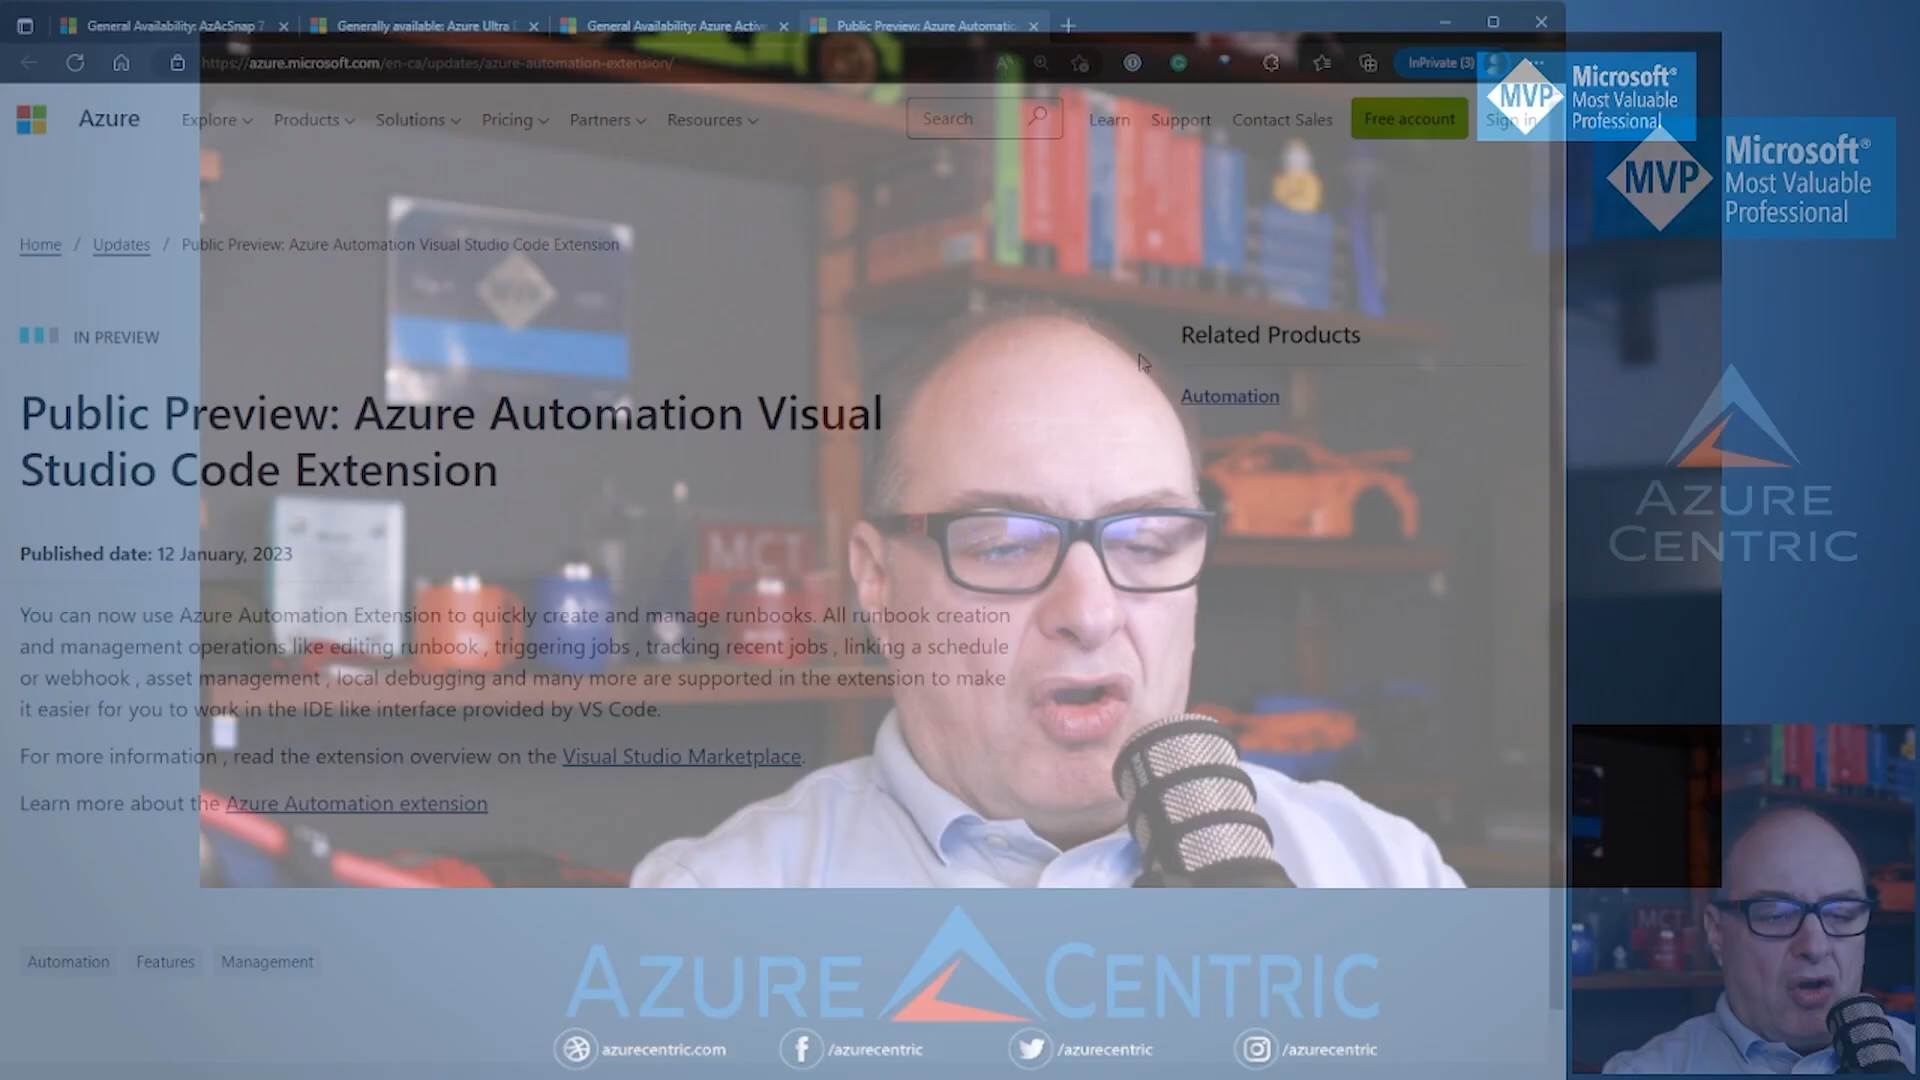 General Availability: AzAcSnap 7
Generally available: Azure Ultra
General Availability: Azure Activ
Public Preview: Azure Automatic
https://azure.microsoft.com/en-ca/updates/azure-automation-extension/
InPrivate (3)
Azure
Explore
Products
Solutions
Pricing
Partners
Resources
Search
Learn
Support
Contact Sales
Free account
Sign in
MVP
Microsoft®
Most Valuable
Professional
MVP
Microsoft®
Most Valuable
Professional
Home / Updates / Public Preview: Azure Automation Visual Studio Code Extension
IN PREVIEW
Public Preview: Azure Automation Visual
Studio Code Extension
Related Products
Automation
Published date: 12 January, 2023
You can now use Azure Automation Extension to quickly create and manage runbooks. All runbook creation
and management operations like editing runbook , triggering jobs , tracking recent jobs , linking a schedule
or webhook , asset management , local debugging and many more are supported in the extension to make
it easier for you to work in the IDE like interface provided by VS Code.
For more information , read the extension overview on the Visual Studio Marketplace.
Learn more about the Azure Automation extension
MCT
AZURE
CENTRIC
MCT
Automation
Features
Management
AZURE CENTRIC
azurecentric.com
/azurecentric
/azurecentric
/azurecentric